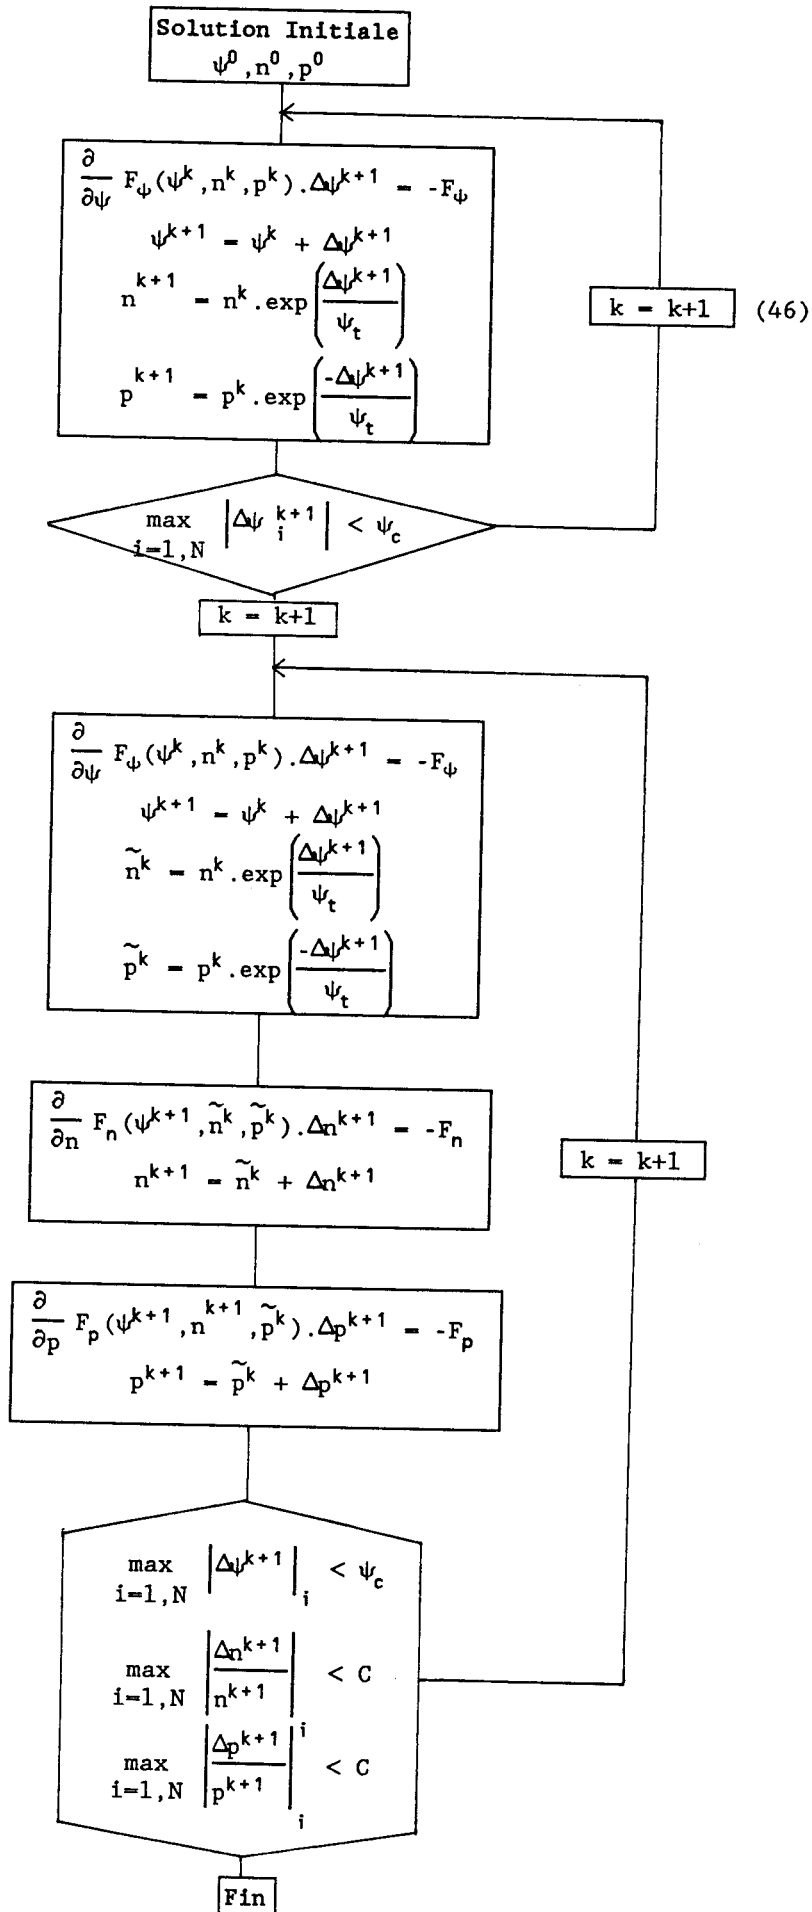 Solution Initiale
ψ⁰, n⁰, p⁰
∂/∂ψ F_ψ(ψ^k, n^k, p^k).Δψ^{k+1} = -F_ψ
ψ^{k+1} = ψ^k + Δψ^{k+1}
n^{k+1} = n^k.exp(Δψ^{k+1}/ψ_t)
k = k+1 (46)
p^{k+1} = p^k.exp(-Δψ^{k+1}/ψ_t)
max_{i=1,N} |Δψ_i^{k+1}| < ψ_c
k = k+1
∂/∂ψ F_ψ(ψ^k, n^k, p^k).Δψ^{k+1} = -F_ψ
ψ^{k+1} = ψ^k + Δψ^{k+1}
ñ^k = n^k.exp(Δψ^{k+1}/ψ_t)
p̃^k = p^k.exp(-Δψ^{k+1}/ψ_t)
∂/∂n F_n(ψ^{k+1}, ñ^k, p̃^k).Δn^{k+1} = -F_n
n^{k+1} = ñ^k + Δn^{k+1}
k = k+1
∂/∂p F_p(ψ^{k+1}, n^{k+1}, p̃^k).Δp^{k+1} = -F_p
p^{k+1} = p̃^k + Δp^{k+1}
max_{i=1,N} |Δψ^{k+1}|_i < ψ_c
max_{i=1,N} |Δn^{k+1}/n^{k+1}|_i < C
max_{i=1,N} |Δp^{k+1}/p^{k+1}|_i < C
Fin